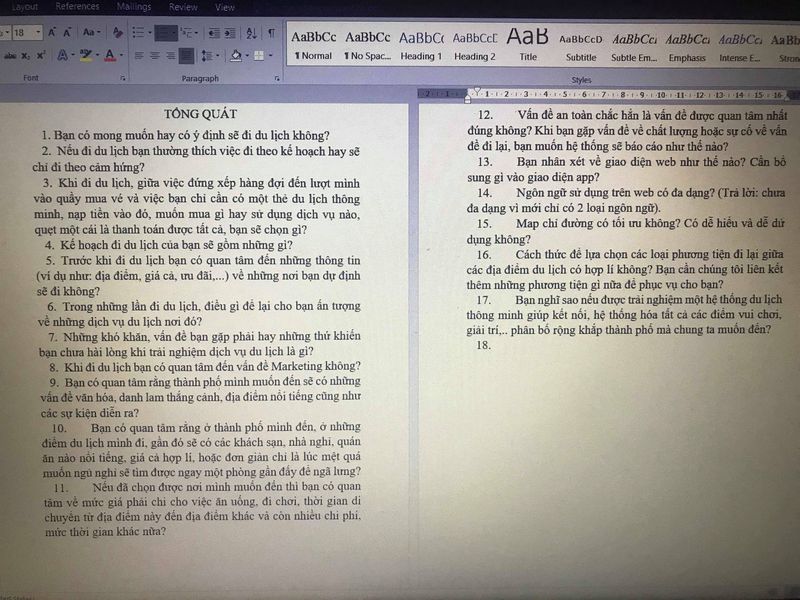 Layout References Mailings Review View
18 A A Aa
abc X₂ X² A A
Font Paragraph Styles
AaBbCc AaBbCc AaBbC( AaBbCcE AaB AaBbCcD AaBbCcI AaBbCcI AaBbCcI AaBb
¶ Normal ¶ No Spac... Heading 1 Heading 2 Title Subtitle Subtle Em... Emphasis Intense E... Stron
2 1 1 2 3 4 5 6 7 8 9 10 11 12 13 14 15 16
TỔNG QUÁT
1. Bạn có mong muốn hay có ý định sẽ đi du lịch không?
2. Nếu đi du lịch bạn thường thích việc đi theo kế hoạch hay sẽ
chỉ đi theo cảm hứng?
3. Khi đi du lịch, giữa việc đứng xếp hàng đợi đến lượt mình
vào quầy mua vé và việc bạn chỉ cần có một thẻ du lịch thông
minh, nạp tiền vào đó, muốn mua gì hay sử dụng dịch vụ nào,
quẹt một cái là thanh toán được tất cả, bạn sẽ chọn gì?
4. Kế hoạch đi du lịch của bạn sẽ gồm những gì?
5. Trước khi đi du lịch bạn có quan tâm đến những thông tin
(ví dụ như: địa điểm, giá cả, ưu đãi,...) về những nơi bạn dự định
sẽ đi không?
6. Trong những lần đi du lịch, điều gì để lại cho bạn ấn tượng
về những dịch vụ du lịch nơi đó?
7. Những khó khăn, vấn đề bạn gặp phải hay những thứ khiến
bạn chưa hài lòng khi trải nghiệm dịch vụ du lịch là gì?
8. Khi đi du lịch bạn có quan tâm đến vấn đề Marketing không?
9. Bạn có quan tâm rằng thành phố mình muốn đến sẽ có những
vấn đề văn hóa, danh lam thắng cảnh, địa điểm nổi tiếng cũng như
các sự kiện diễn ra?
10. Bạn có quan tâm rằng ở thành phố mình đến, ở những
điểm du lịch mình đi, gần đó sẽ có các khách sạn, nhà nghỉ, quán
ăn nào nổi tiếng, giá cả hợp lí, hoặc đơn giản chỉ là lúc mệt quá
muốn ngủ nghỉ sẽ tìm được ngay một phòng gần đấy để ngã lưng?
11. Nếu đã chọn được nơi mình muốn đến thì bạn có quan
tâm về mức giá phải chi cho việc ăn uống, đi chơi, thời gian di
chuyển từ địa điểm này đến địa điểm khác và còn nhiều chi phí,
mức thời gian khác nữa?
12. Vấn đề an toàn chắc hẳn là vấn đề được quan tâm nhất
đúng không? Khi bạn gặp vấn đề về chất lượng hoặc sự cố về vấn
đề đi lại, bạn muốn hệ thống sẽ báo cáo như thế nào?
13. Bạn nhận xét về giao diện web như thế nào? Cần bổ
sung gì vào giao diện app?
14. Ngôn ngữ sử dụng trên web có đa dạng? (Trả lời: chưa
đa dạng vì mới chỉ có 2 loại ngôn ngữ).
15. Map chỉ đường có tối ưu không? Có dễ hiểu và dễ dử
dụng không?
16. Cách thức để lựa chọn các loại phương tiện đi lại giữa
các địa điểm du lịch có hợp lí không? Bạn cần chúng tôi liên kết
thêm những phương tiện gì nữa để phục vụ cho bạn?
17. Bạn nghĩ sao nếu được trải nghiệm một hệ thống du lịch
thông minh giúp kết nối, hệ thống hóa tất cả các điểm vui chơi,
giải trí,.. phân bố rộng khắp thành phố mà chung ta muốn đến?
18.